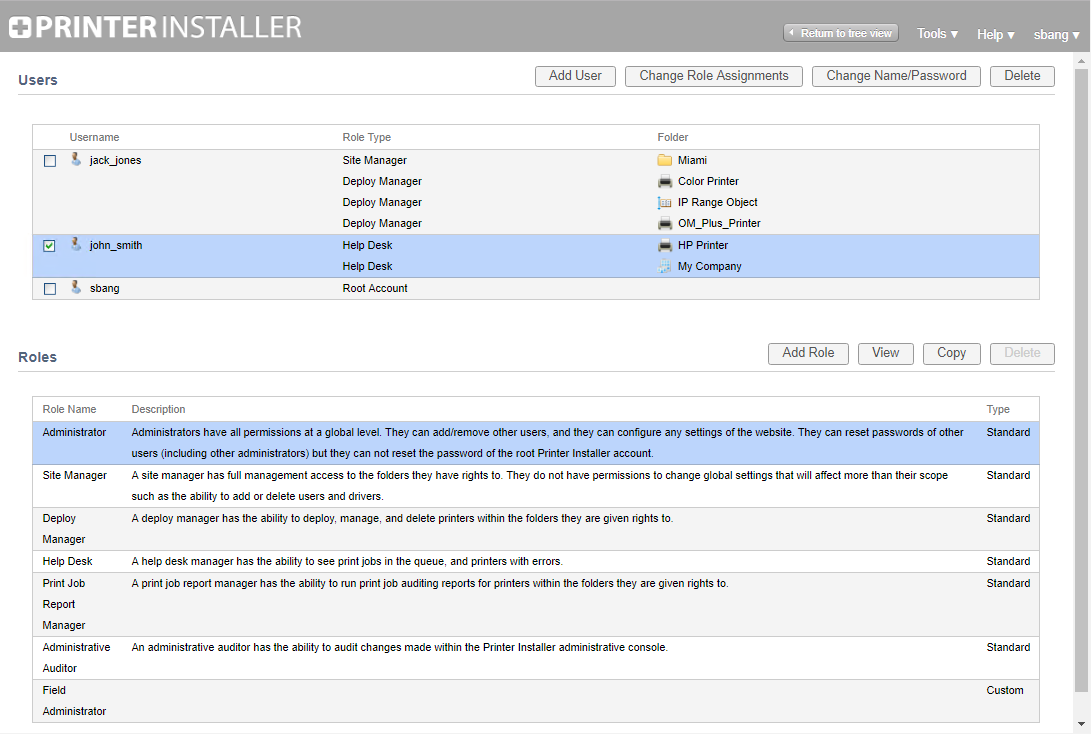 PRINTER INSTALLER
Return to tree view Tools ▾ Help ▾ sbang ▾
Users Add User Change Role Assignments Change Name/Password Delete
Username Role Type Folder
jack_jones Site Manager Miami
Deploy Manager Color Printer
Deploy Manager IP Range Object
Deploy Manager OM_Plus_Printer
john_smith Help Desk HP Printer
Help Desk My Company
sbang Root Account
Roles Add Role View Copy Delete
Role Name Description Type
Administrator Administrators have all permissions at a global level. They can add/remove other users, and they can configure any settings of the website. They can reset passwords of other Standard
users (including other administrators) but they can not reset the password of the root Printer Installer account.
Site Manager A site manager has full management access to the folders they have rights to. They do not have permissions to change global settings that will affect more than their scope Standard
such as the ability to add or delete users and drivers.
Deploy A deploy manager has the ability to deploy, manage, and delete printers within the folders they are given rights to. Standard
Manager
Help Desk A help desk manager has the ability to see print jobs in the queue, and printers with errors. Standard
Print Job A print job report manager has the ability to run print job auditing reports for printers within the folders they are given rights to. Standard
Report
Manager
Administrative An administrative auditor has the ability to audit changes made within the Printer Installer administrative console. Standard
Auditor
Field Custom
Administrator